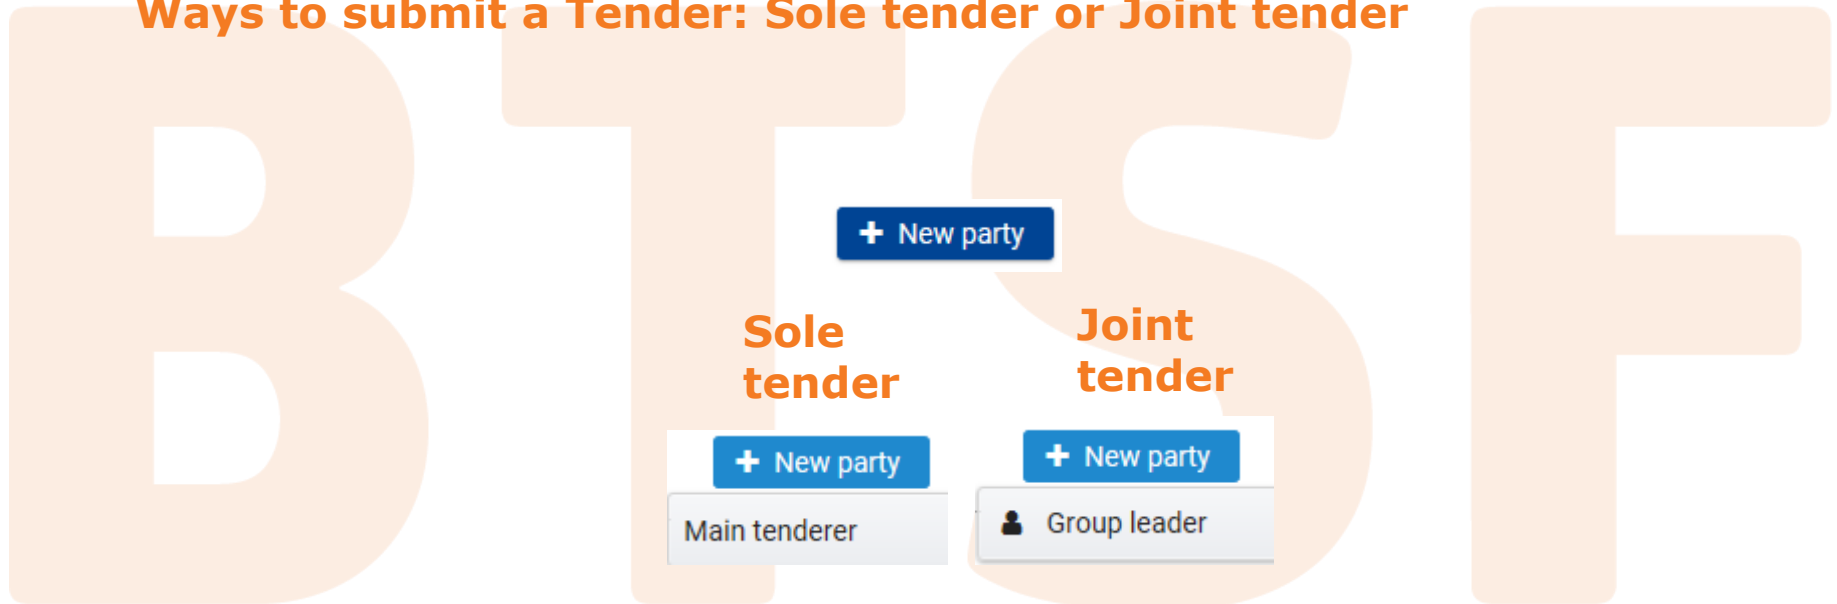 Ways to submit a Tender: Sole tender or Joint tender
BTSF
New party
Sole
tender
Joint
tender
New party
Main tenderer
New party
Group leader